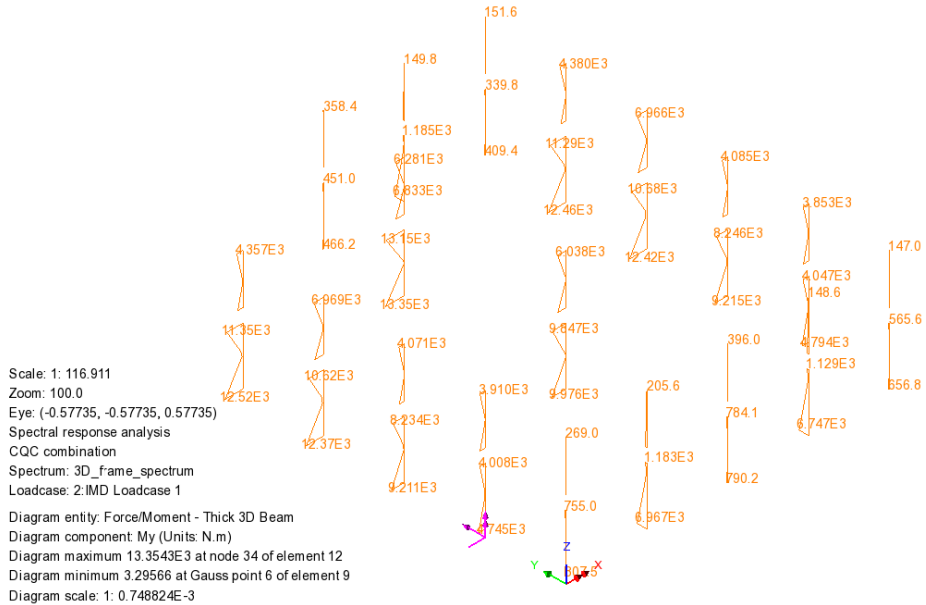 151.6
149.8
4.380E3
339.8
358.4
6.966E3
1.185E3
11.29E3
409.4
6.281E3
4.085E3
451.0
6.833E3
10.68E3
12.46E3
3.853E3
13.15E3
8.246E3
466.2
4.357E3
6.038E3
12.42E3
147.0
4.047E3
148.6
6.969E3
13.35E3
9.215E3
565.6
11.35E3
9.847E3
396.0
4.071E3
4.794E3
1.129E3
10.62E3
3.910E3
205.6
656.8
12.52E3
9.976E3
784.1
8.234E3
269.0
6.747E3
12.37E3
4.008E3
1.183E3
790.2
9.211E3
755.0
6.967E3
4.745E3
Z
Y
X
Scale: 1: 116.911
Zoom: 100.0
Eye: (-0.57735, -0.57735, 0.57735)
Spectral response analysis
CQC combination
Spectrum: 3D_frame_spectrum
Loadcase: 2:IMD Loadcase 1
Diagram entity: Force/Moment - Thick 3D Beam
Diagram component: My (Units: N.m)
Diagram maximum 13.3543E3 at node 34 of element 12
Diagram minimum 3.29566 at Gauss point 6 of element 9
Diagram scale: 1: 0.748824E-3